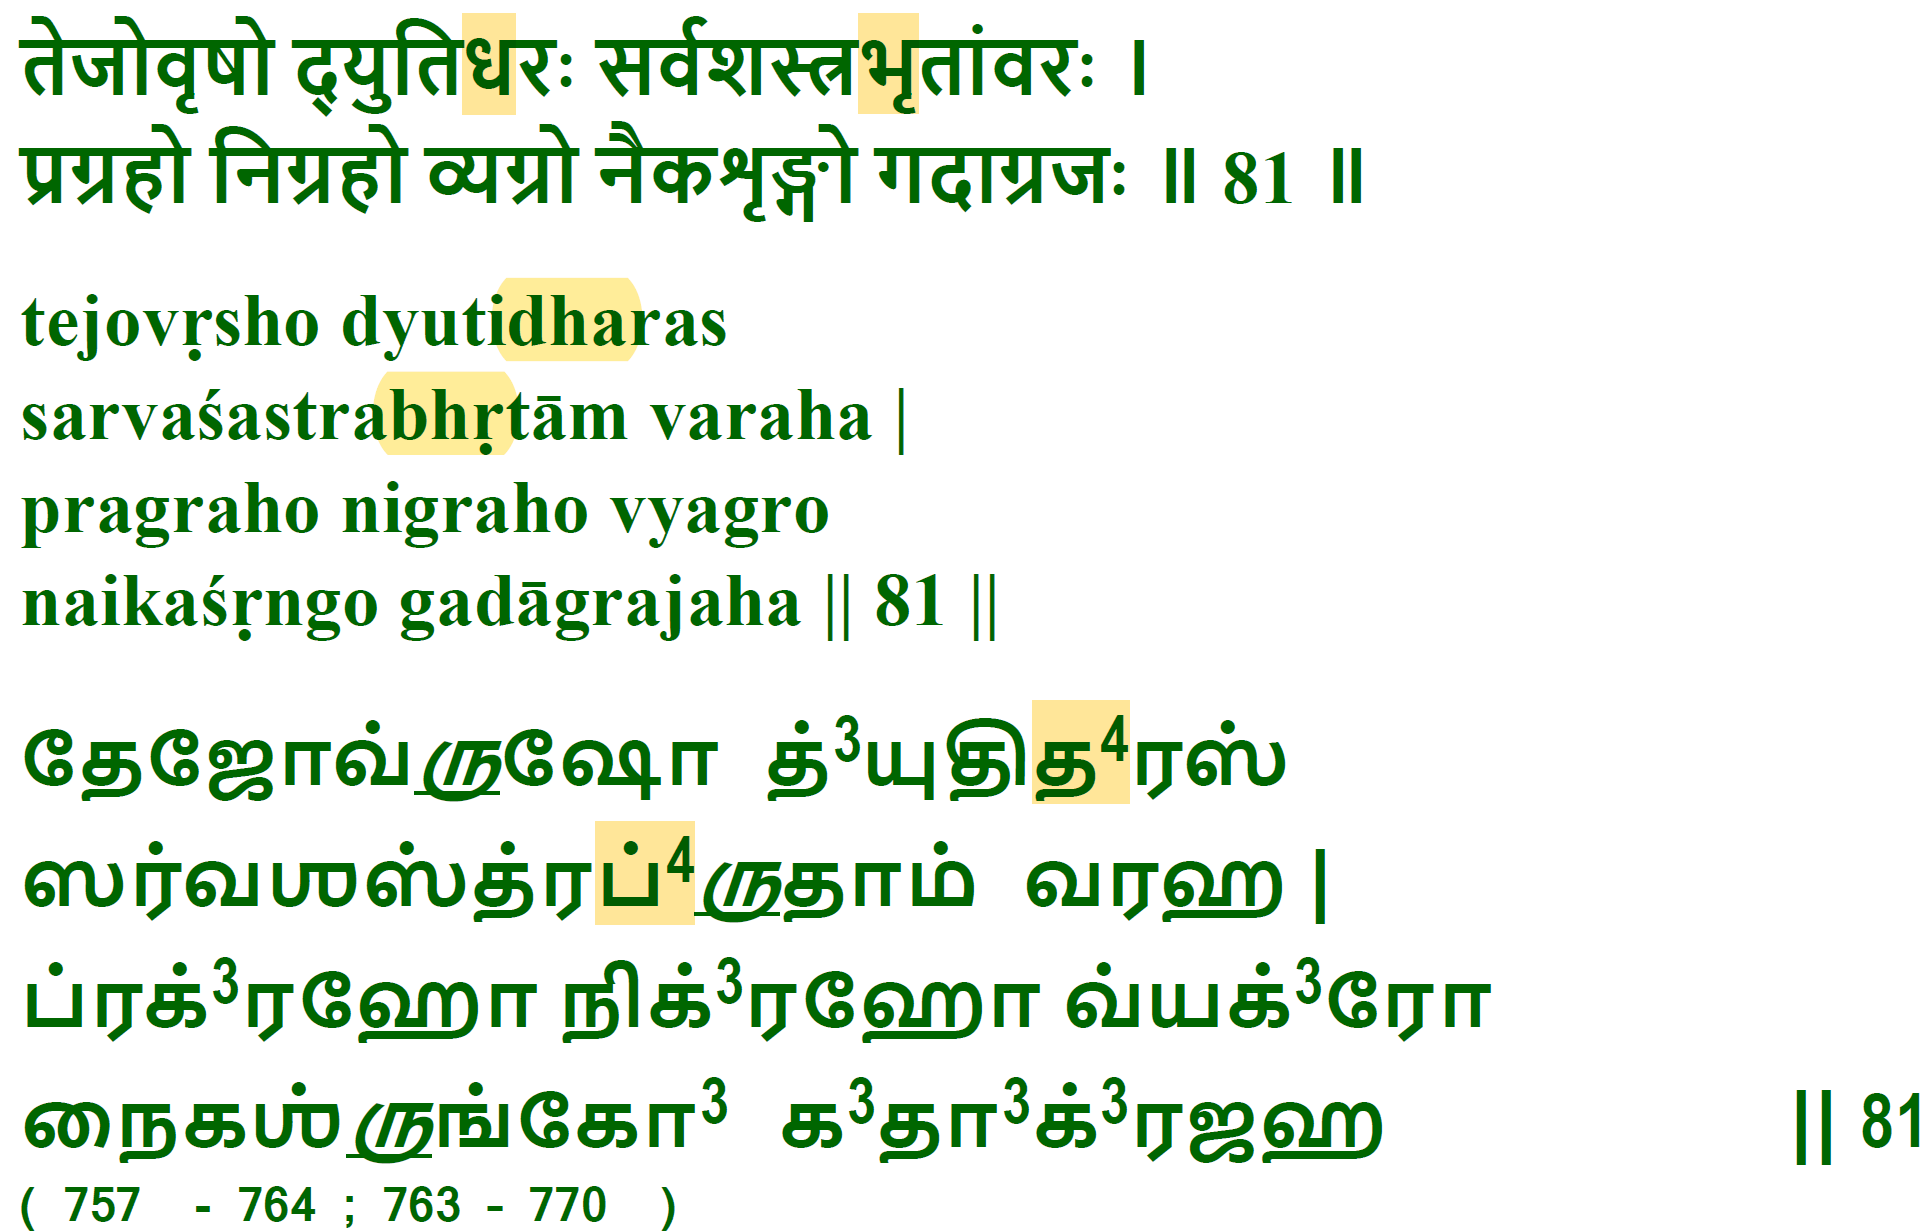 तेजोवृषो द्युतिधरः सर्वशस्त्रभृतांवरः ।
प्रग्रहो निग्रहो व्यग्रो नैकशृङ्गो गदाग्रजः ॥ 81 ॥
tejovṛsho dyutidharas
sarvaśastrabhṛtām varaha |
pragraho nigraho vyagro
naikaśṛngo gadāgrajaha || 81 ||
தேஜோவ்ருஷோ த்³யுதித⁴ரஸ்
ஸர்வஶஸ்த்ரப்⁴ருதாம் வரஹ |
ப்ரக்³ரஹோ நிக்³ரஹோ வ்யக்³ரோ
நைகஶ்ருங்கோ³ க³தா³க்³ரஜஹ || 81
( 757 - 764 ; 763 – 770 )